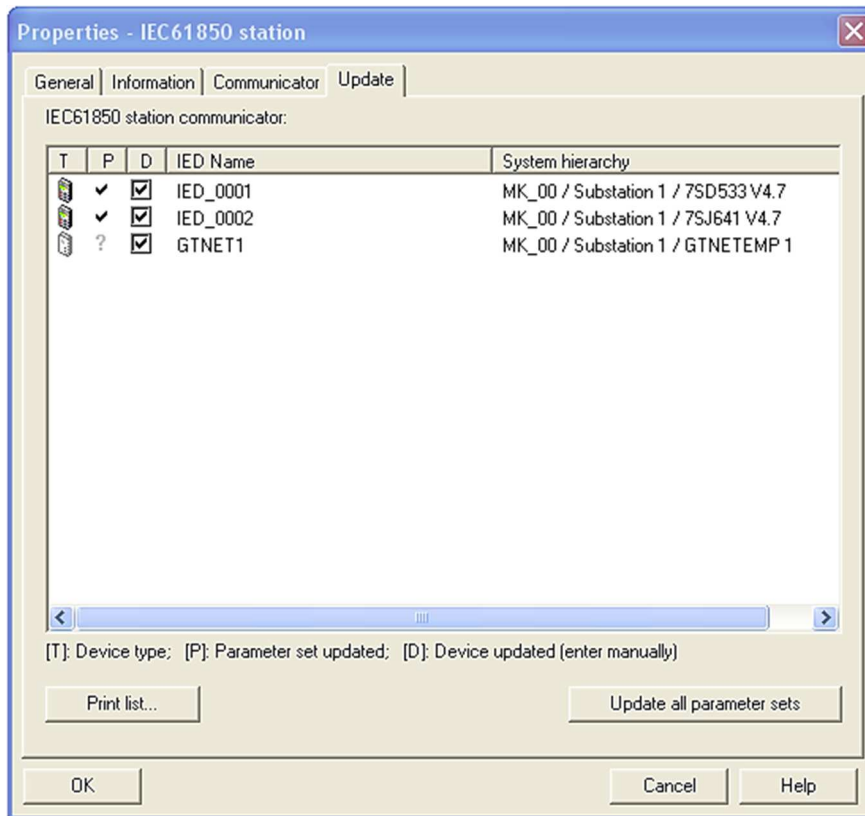 Properties - IEC61850 station
General Information Communicator Update
IEC61850 station communicator:
T P D IED Name System hierarchy
IED_0001 MK_00 / Substation 1 / 7SD533 V4.7
IED_0002 MK_00 / Substation 1 / 7SJ641 V4.7
? GTNET1 MK_00 / Substation 1 / GTNETEMP 1
[T]: Device type; [P]: Parameter set updated; [D]: Device updated (enter manually)
Print list... Update all parameter sets
OK Cancel Help